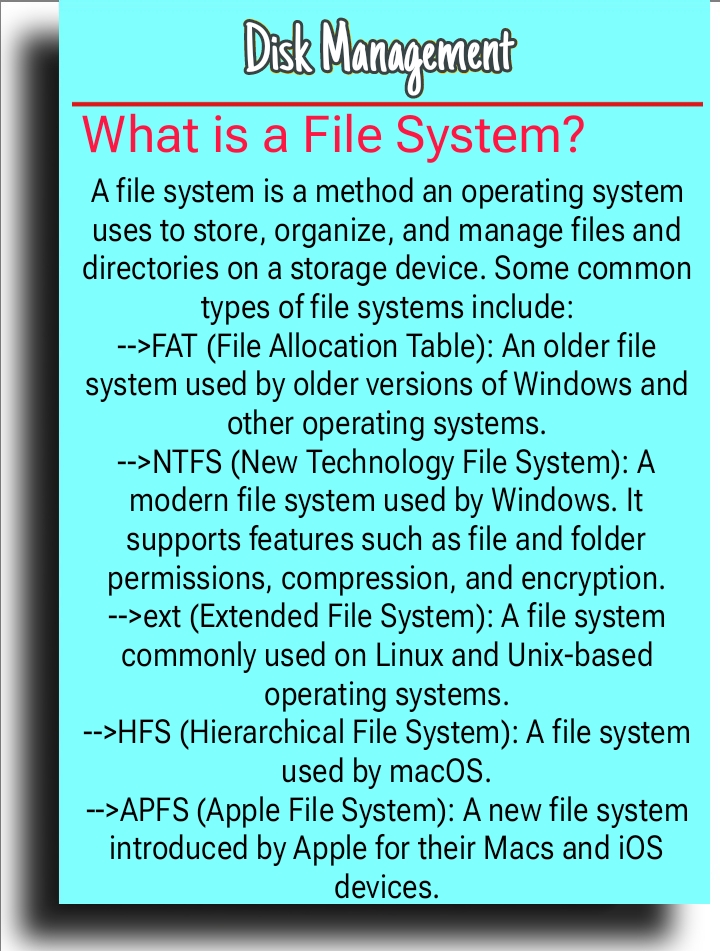 Disk Management
What is a File System?
A file system is a method an operating system
uses to store, organize, and manage files and
directories on a storage device. Some common
types of file systems include:
-->FAT (File Allocation Table): An older file
system used by older versions of Windows and
other operating systems.
-->NTFS (New Technology File System): A
modern file system used by Windows. It
supports features such as file and folder
permissions, compression, and encryption.
-->ext (Extended File System): A file system
commonly used on Linux and Unix-based
operating systems.
-->HFS (Hierarchical File System): A file system
used by macOS.
-->APFS (Apple File System): A new file system
introduced by Apple for their Macs and iOS
devices.